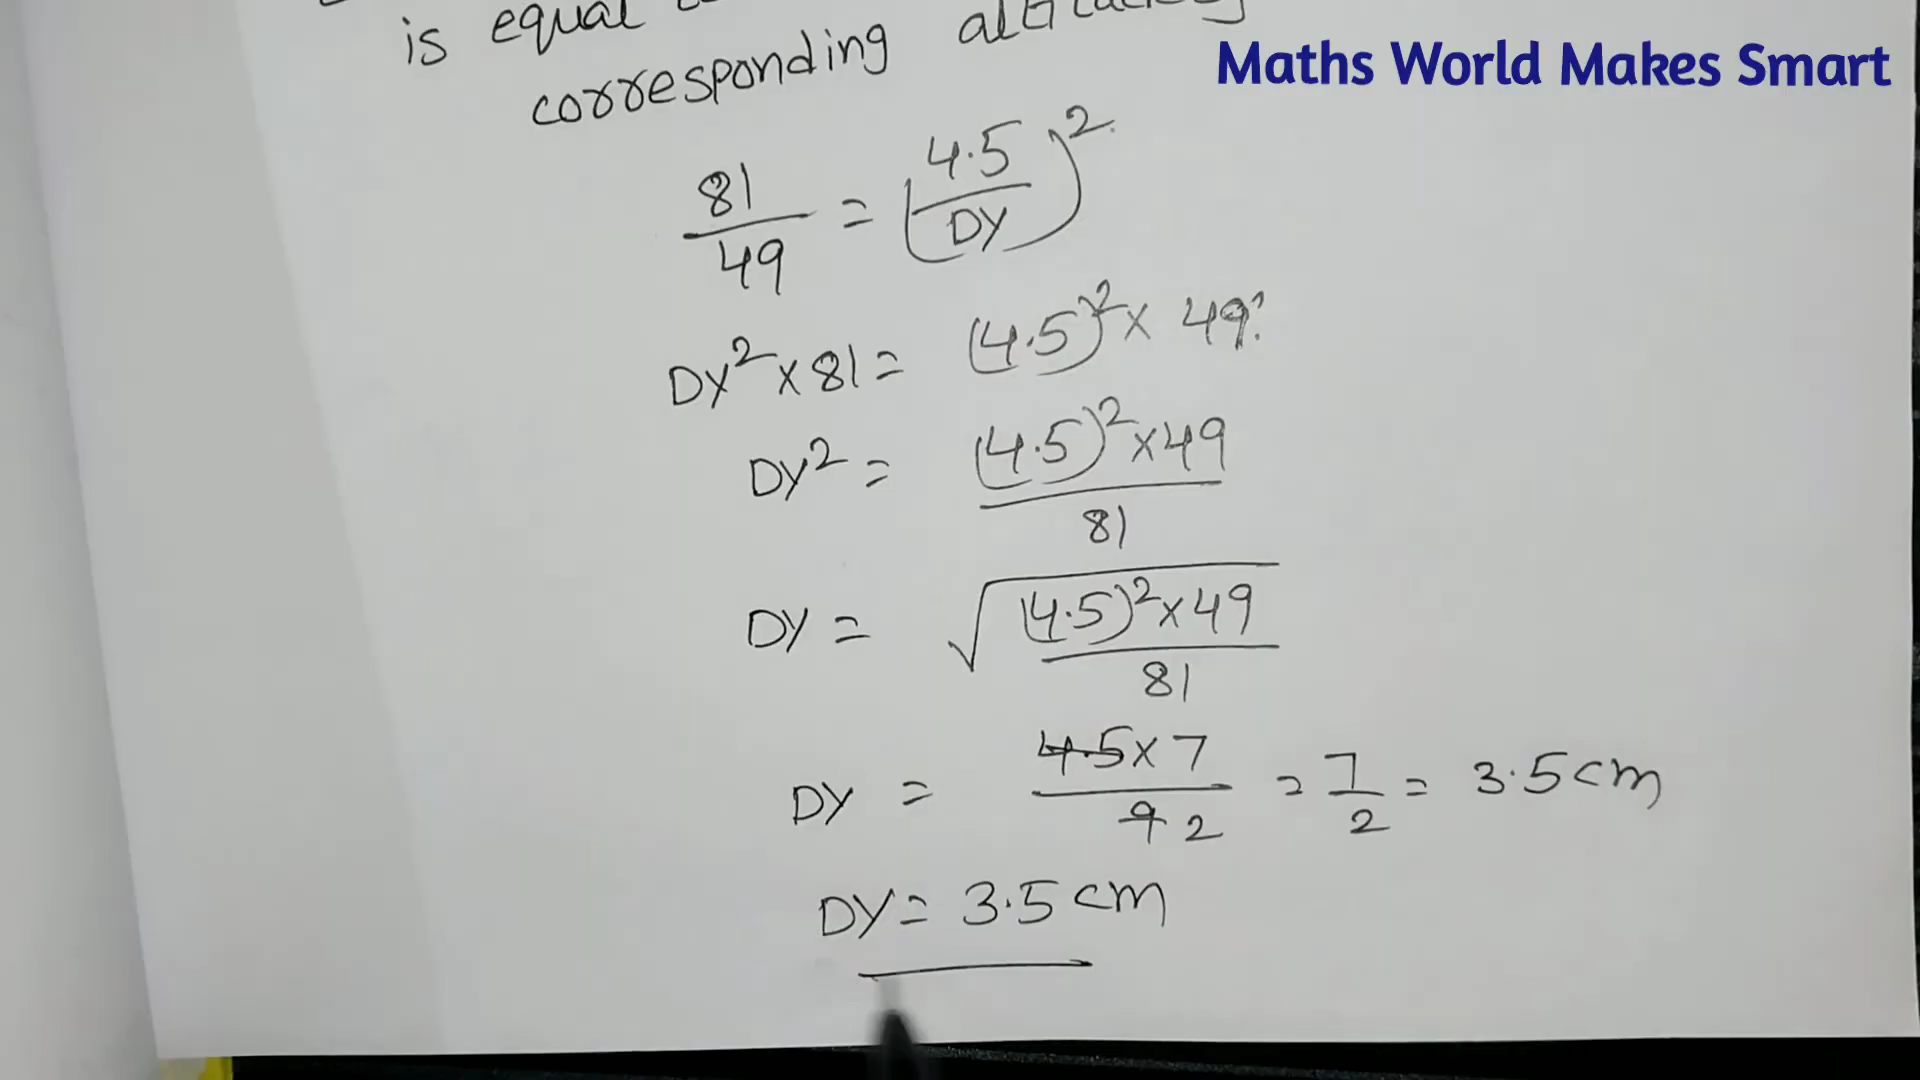 is equal
corresponding
Maths World Makes Smart
81/49 = (4.5/DY)²
DY² × 81 = (4.5)² × 49
DY² = (4.5)² × 49 / 81
DY = √((4.5)² × 49 / 81)
DY = 4.5 × 7 / 9 2 = 7/2 = 3.5 cm
DY = 3.5 cm